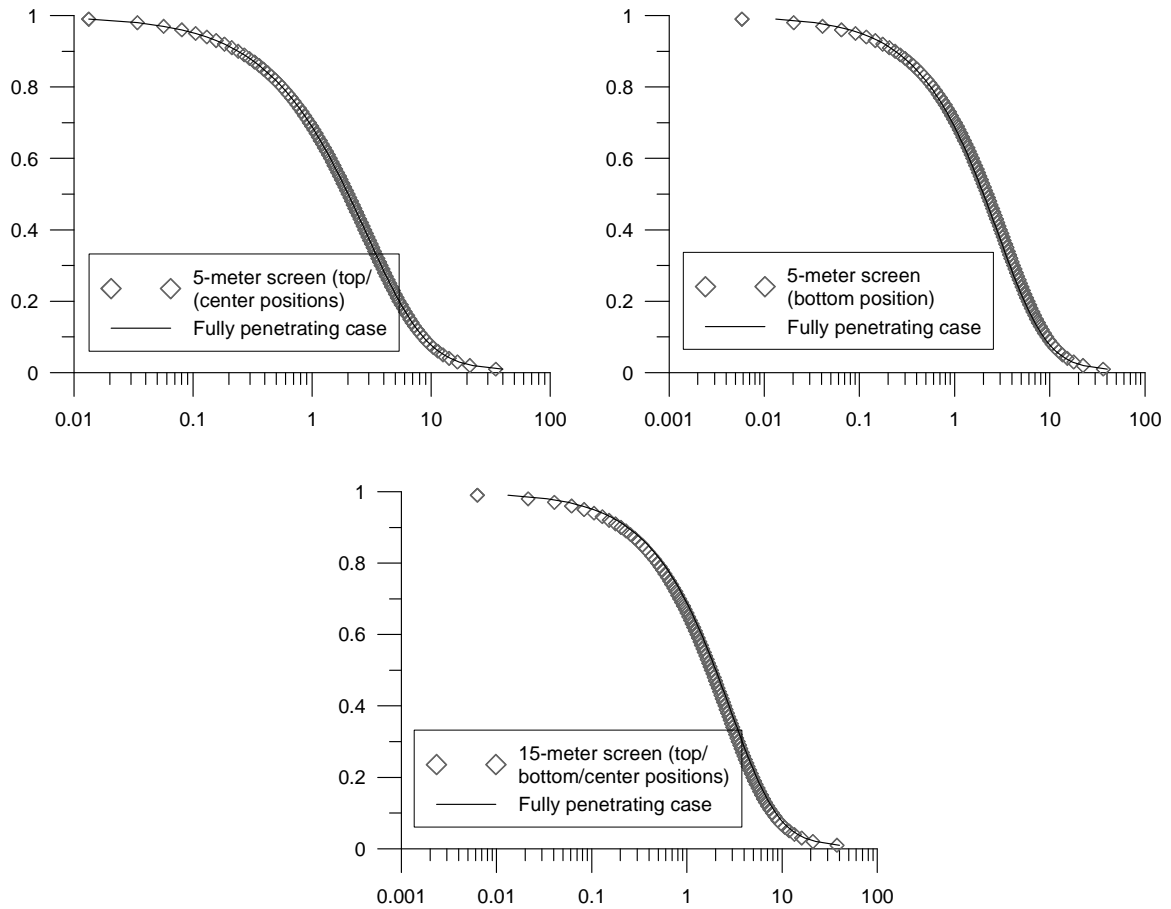 1
0.8
0.6
0.4
0.2
0
0.01 0.1 1 10 100
5-meter screen (top/
(center positions)
Fully penetrating case
1
0.8
0.6
0.4
0.2
0
0.001 0.01 0.1 1 10 100
5-meter screen
(bottom position)
Fully penetrating case
1
0.8
0.6
0.4
0.2
0
0.001 0.01 0.1 1 10 100
15-meter screen (top/
bottom/center positions)
Fully penetrating case